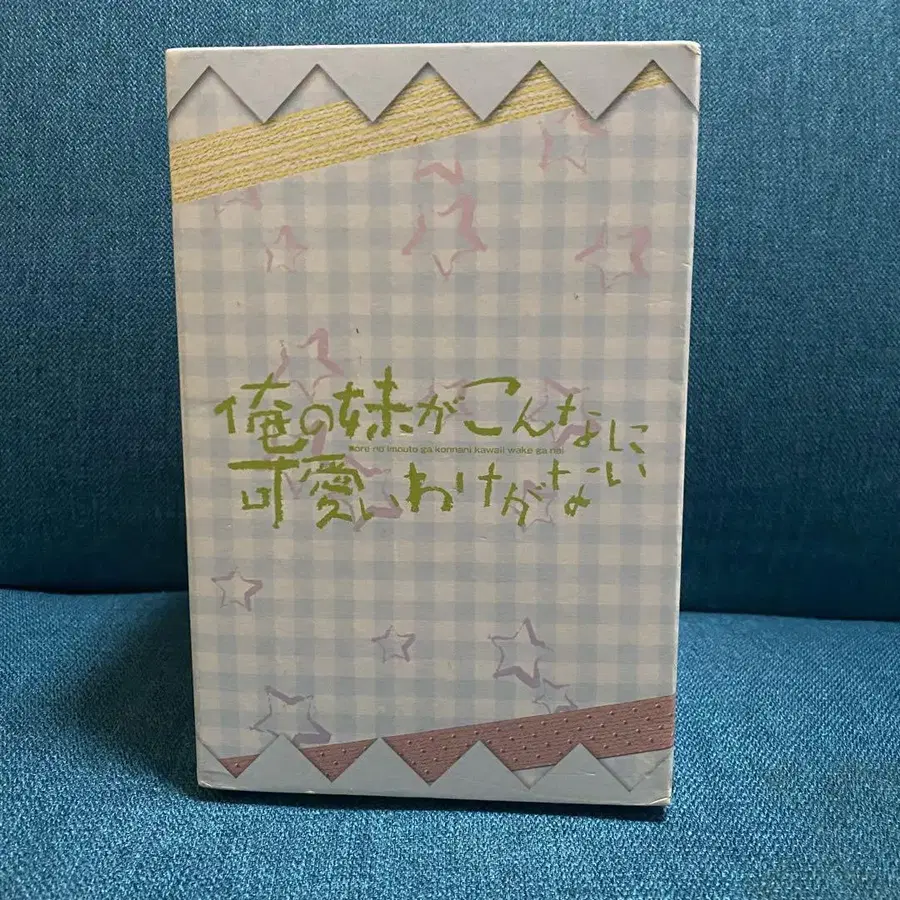 俺の妹がこんなに
ore no imouto ga konnani kawaii wake ga nai
可愛いわけがない